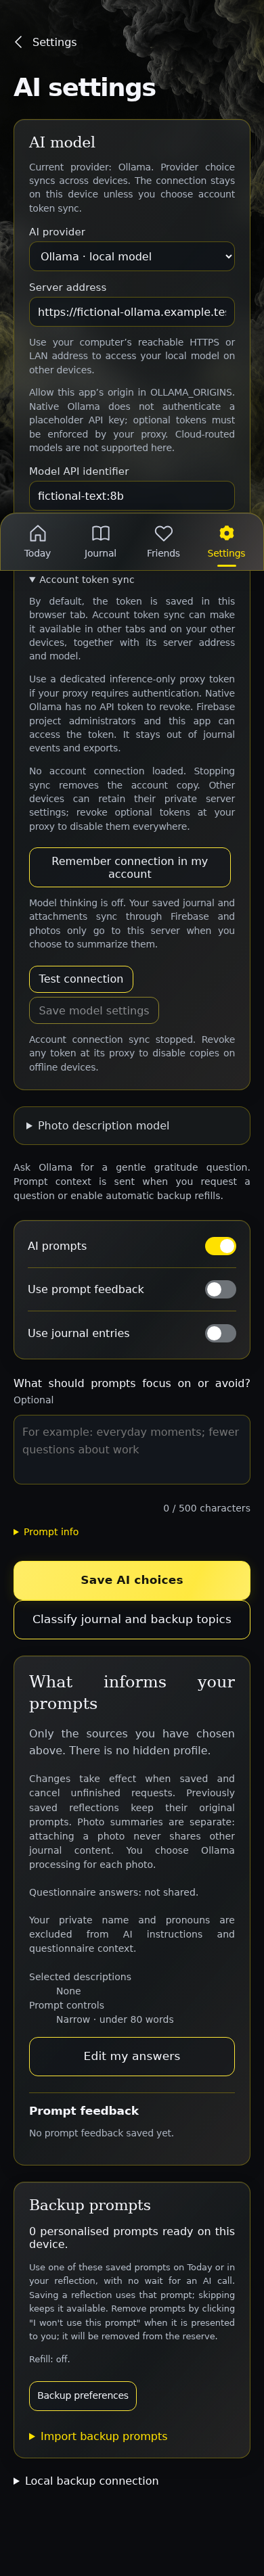 Settings
AI settings
AI model
Current provider: Ollama. Provider choice
syncs across devices. The connection stays
on this device unless you choose account
token sync.
AI provider
Ollama · local model
Server address
https://fictional-ollama.example.te
Use your computer's reachable HTTPS or
LAN address to access your local model on
other devices.
Allow this app's origin in OLLAMA_ORIGINS.
Native Ollama does not authenticate a
placeholder API key; optional tokens must
be enforced by your proxy. Cloud-routed
models are not supported here.
Model API identifier
fictional-text:8b
Today
Journal
Friends
Settings
▼ Account token sync
By default, the token is saved in this
browser tab. Account token sync can make
it available in other tabs and on your other
devices, together with its server address
and model.
Use a dedicated inference-only proxy token
if your proxy requires authentication. Native
Ollama has no API token to revoke. Firebase
project administrators and this app can
access the token. It stays out of journal
events and exports.
No account connection loaded. Stopping
sync removes the account copy. Other
devices can retain their private server
settings; revoke optional tokens at your
proxy to disable them everywhere.
Remember connection in my
account
Model thinking is off. Your saved journal and
attachments sync through Firebase and
photos only go to this server when you
choose to summarize them.
Test connection
Save model settings
Account connection sync stopped. Revoke
any token at its proxy to disable copies on
offline devices.
▶ Photo description model
Ask Ollama for a gentle gratitude question.
Prompt context is sent when you request a
question or enable automatic backup refills.
AI prompts
Use prompt feedback
Use journal entries
What should prompts focus on or avoid?
Optional
For example: everyday moments; fewer
questions about work
0 / 500 characters
▶ Prompt info
Save AI choices
Classify journal and backup topics
What informs your
prompts
Only the sources you have chosen
above. There is no hidden profile.
Changes take effect when saved and
cancel unfinished requests. Previously
saved reflections keep their original
prompts. Photo summaries are separate:
attaching a photo never shares other
journal content. You choose Ollama
processing for each photo.
Questionnaire answers: not shared.
Your private name and pronouns are
excluded from AI instructions and
questionnaire context.
Selected descriptions
None
Prompt controls
Narrow · under 80 words
Edit my answers
Prompt feedback
No prompt feedback saved yet.
Backup prompts
0 personalised prompts ready on this
device.
Use one of these saved prompts on Today or in
your reflection, with no wait for an AI call.
Saving a reflection uses that prompt; skipping
keeps it available. Remove prompts by clicking
"I won't use this prompt" when it is presented
to you; it will be removed from the reserve.
Refill: off.
Backup preferences
▶ Import backup prompts
▶ Local backup connection